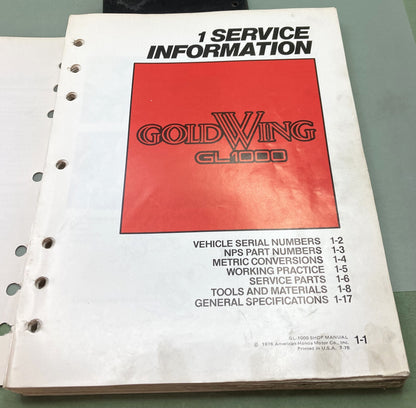 1 SERVICE
INFORMATION
GOLDWING
GL1000
VEHICLE SERIAL NUMBERS 1-2
NPS PART NUMBERS 1-3
METRIC CONVERSIONS 1-4
WORKING PRACTICE 1-5
SERVICE PARTS 1-6
TOOLS AND MATERIALS 1-8
GENERAL SPECIFICATIONS 1-17
GL-1000 SHOP MANUAL
© 1976 American Honda Motor Co., Inc.
Printed in U.S.A. 7-76
1-1